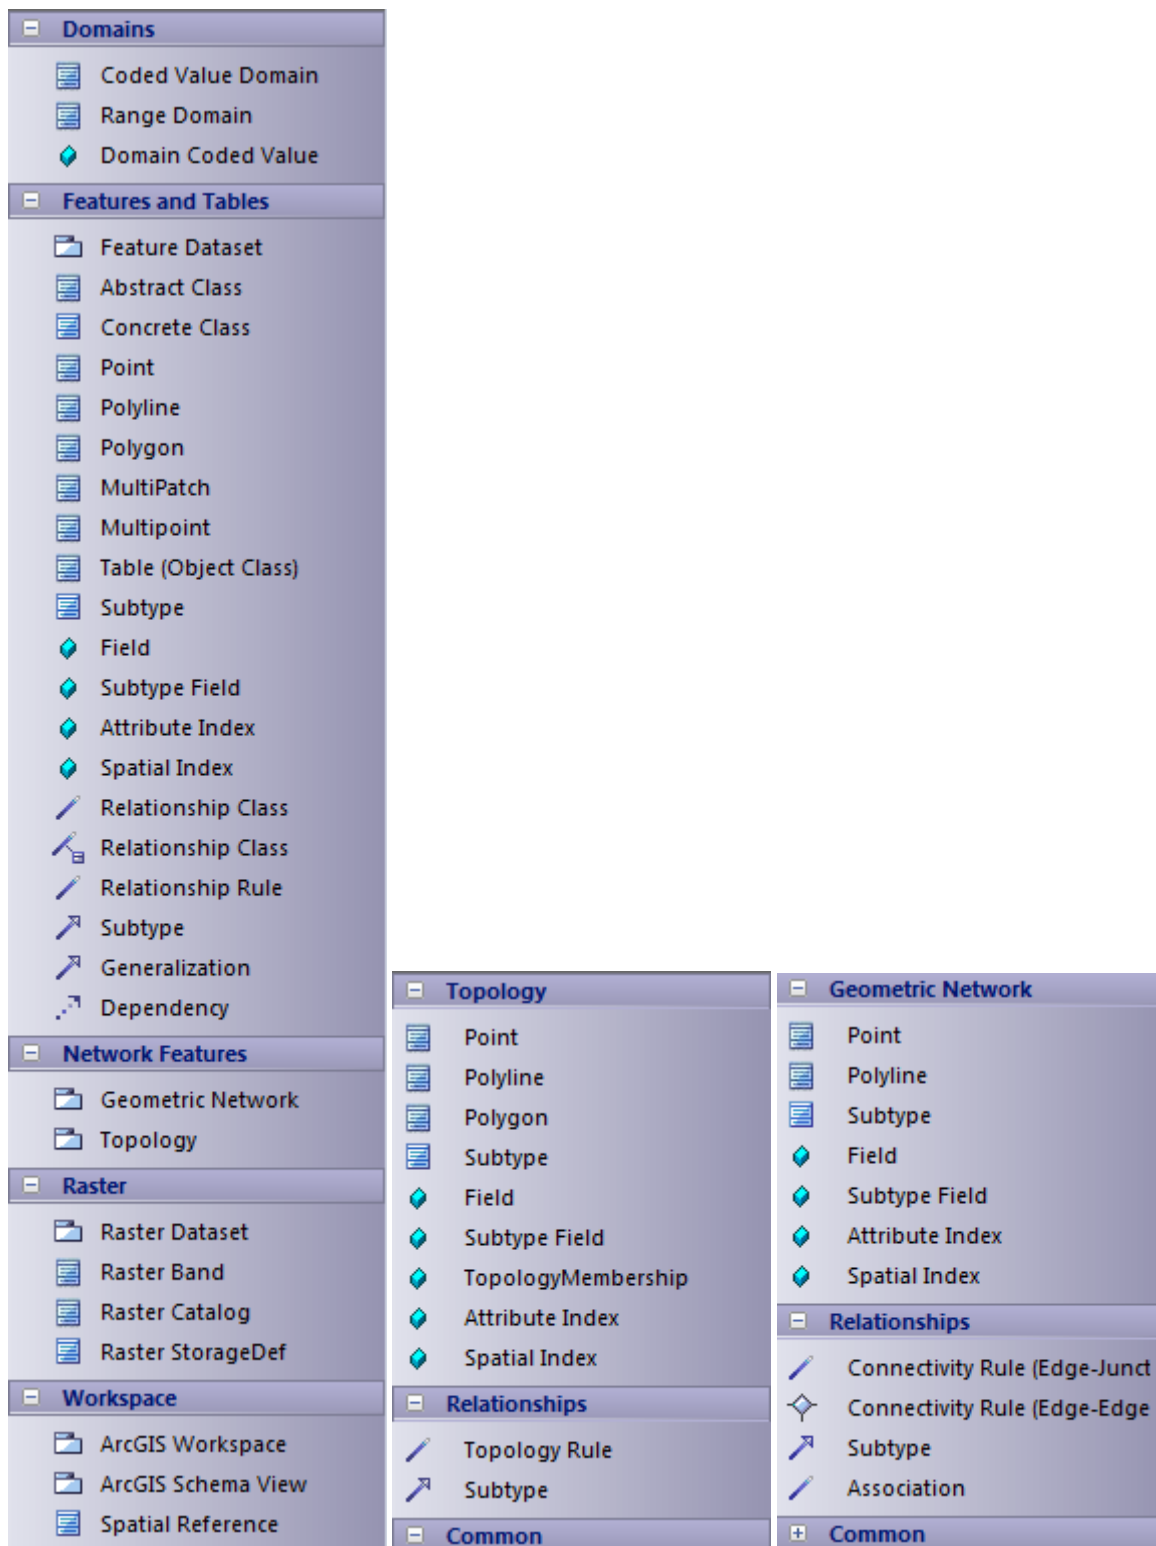 Domains
Coded Value Domain
Range Domain
Domain Coded Value
Features and Tables
Feature Dataset
Abstract Class
Concrete Class
Point
Polyline
Polygon
MultiPatch
Multipoint
Table (Object Class)
Subtype
Field
Subtype Field
Attribute Index
Spatial Index
Relationship Class
Relationship Class
Relationship Rule
Subtype
Generalization
Dependency
Network Features
Geometric Network
Topology
Raster
Raster Dataset
Raster Band
Raster Catalog
Raster StorageDef
Workspace
ArcGIS Workspace
ArcGIS Schema View
Spatial Reference
Topology
Point
Polyline
Polygon
Subtype
Field
Subtype Field
TopologyMembership
Attribute Index
Spatial Index
Relationships
Topology Rule
Subtype
Common
Geometric Network
Point
Polyline
Subtype
Field
Subtype Field
Attribute Index
Spatial Index
Relationships
Connectivity Rule (Edge-Junct
Connectivity Rule (Edge-Edge
Subtype
Association
Common